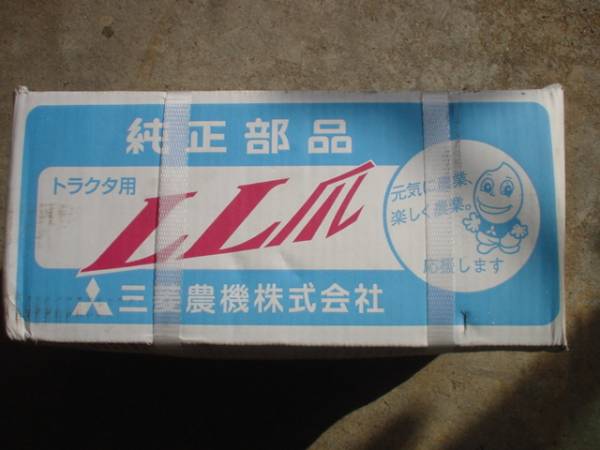 純正部品
トラクタ用
LL爪
三菱農機株式会社
元気に農業、
楽しく農業。
応援します